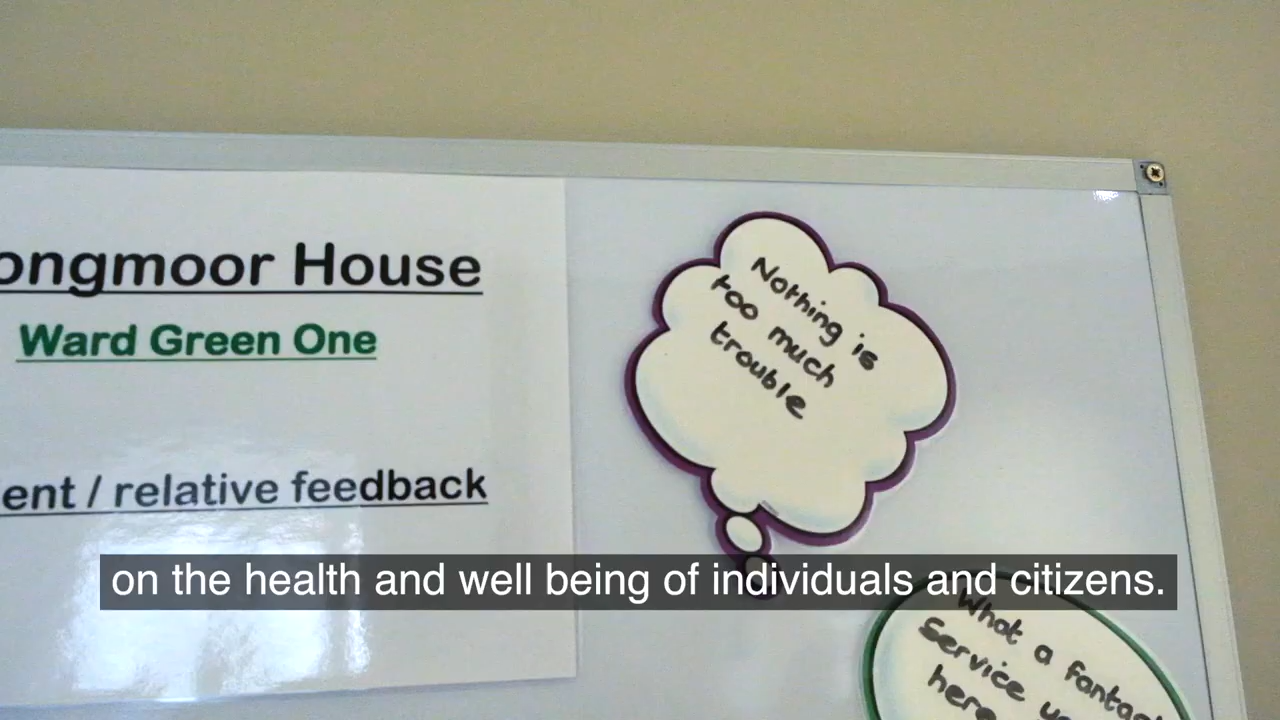 ongmoor House
Ward Green One
ent / relative feedback
Nothing is
too much
trouble
on the health and well being of individuals and citizens.
What a
Service
here